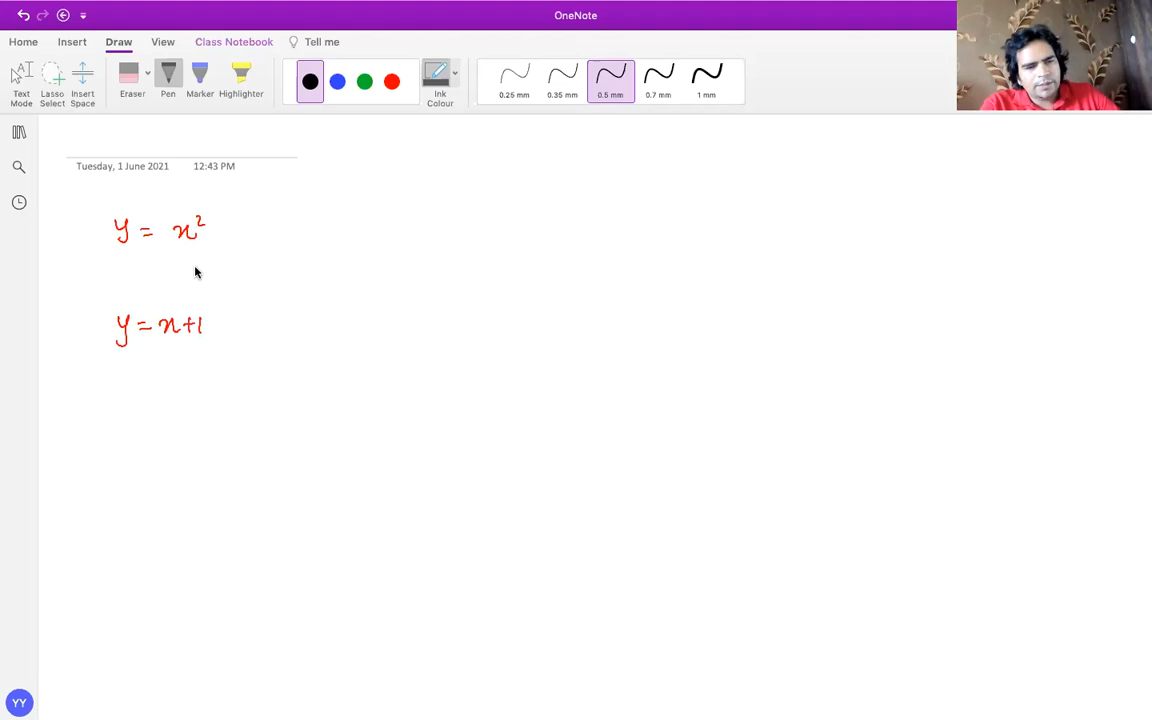 OneNote
Home Insert Draw View Class Notebook Tell me
Text Mode Lasso Select Insert Space Eraser Pen Marker Highlighter Ink Colour 0.25 mm 0.35 mm 0.5 mm 0.7 mm 1 mm
Tuesday, 1 June 2021 12:43 PM
y = x²
y = x+1
YY